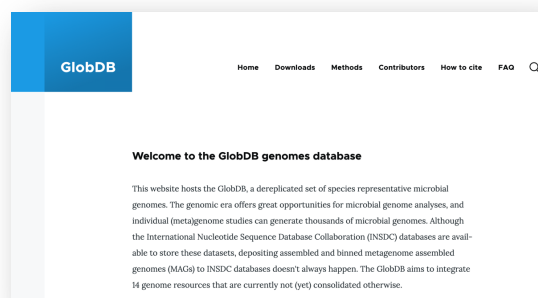 GlobDB
Home Downloads Methods Contributors How to cite FAQ
Welcome to the GlobDB genomes database
This website hosts the GlobDB, a dereplicated set of species representative microbial
genomes. The genomic era offers great opportunities for microbial genome analyses, and
individual (meta)genome studies can generate thousands of microbial genomes. Although
the International Nucleotide Sequence Database Collaboration (INSDC) databases are avail-
able to store these datasets, depositing assembled and binned metagenome assembled
genomes (MAGs) to INSDC databases doesn't always happen. The GlobDB aims to integrate
14 genome resources that are currently not (yet) consolidated otherwise.